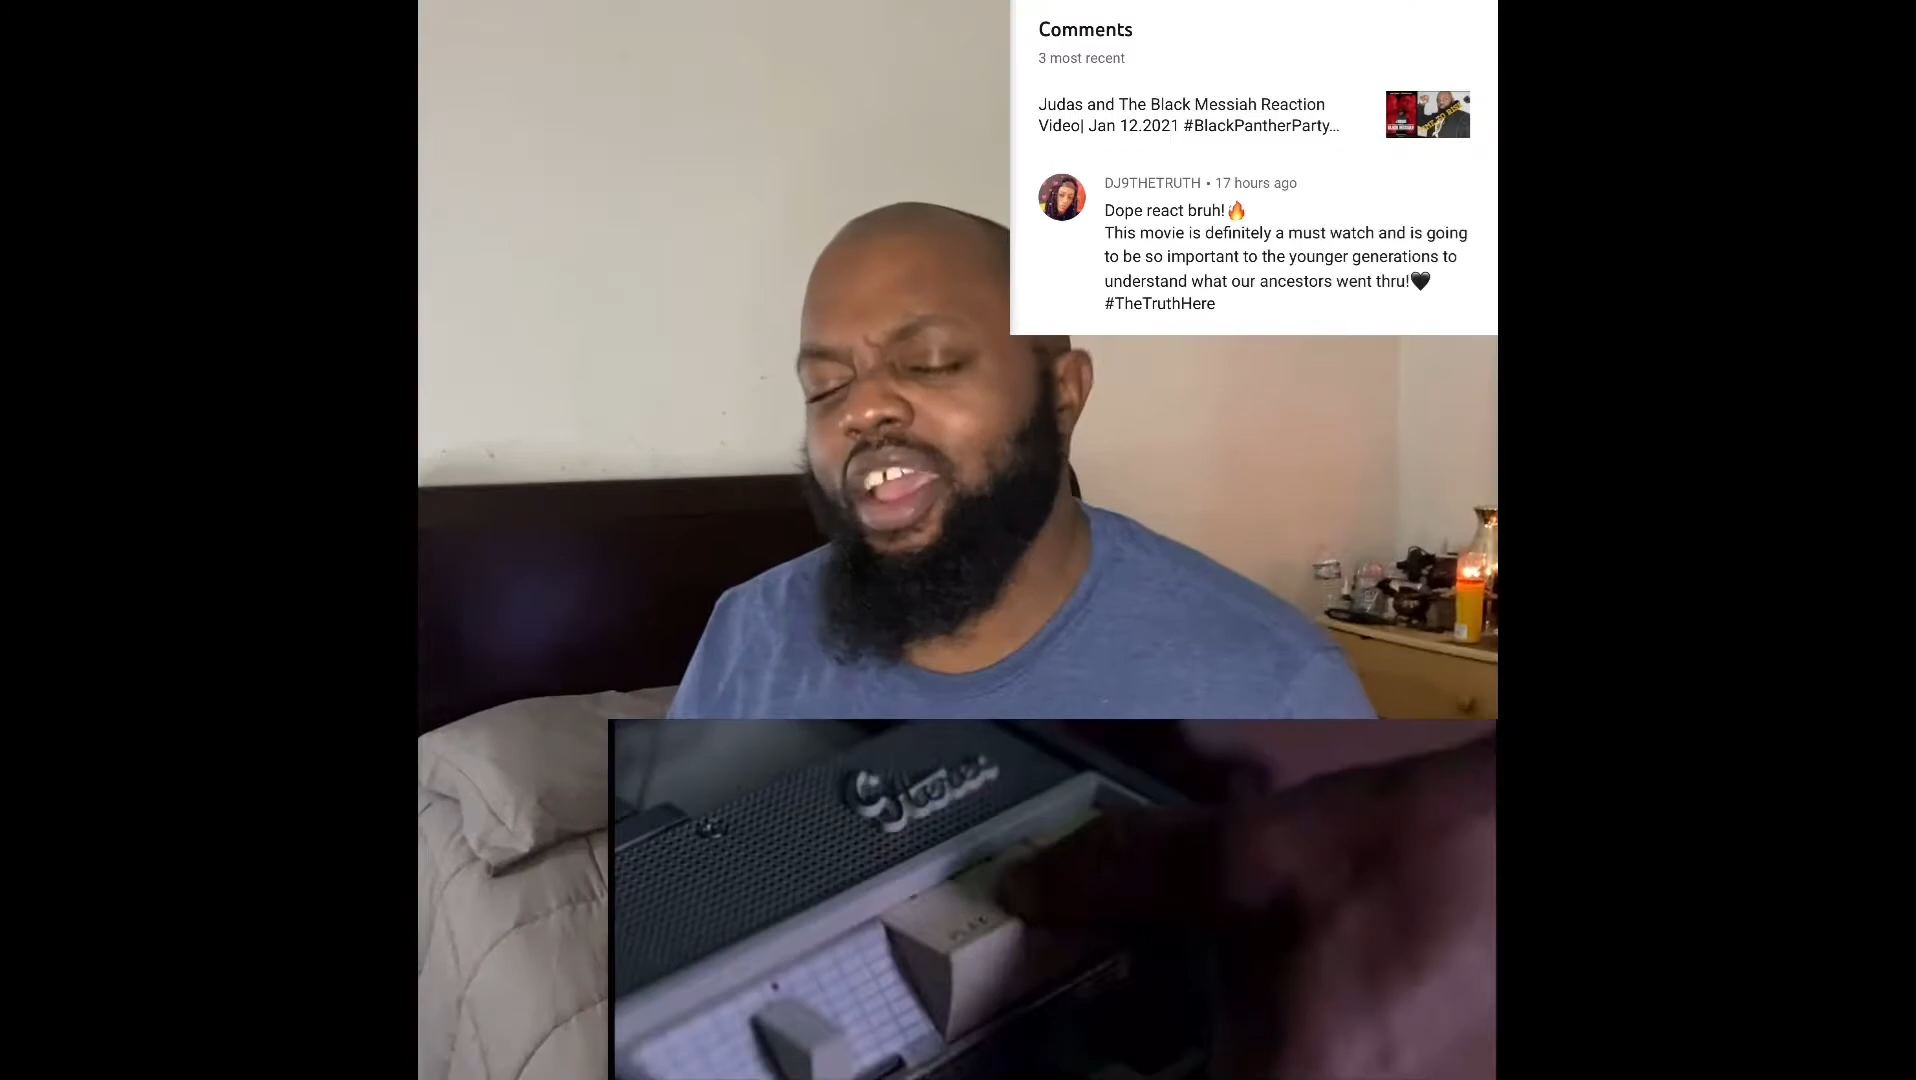 Comments
3 most recent
Judas and The Black Messiah Reaction
Video| Jan 12.2021 #BlackPantherParty...
DJ9THETRUTH • 17 hours ago
Dope react bruh!🔥
This movie is definitely a must watch and is going
to be so important to the younger generations to
understand what our ancestors went thru!🖤
#TheTruthHere
Stereo
PLAY